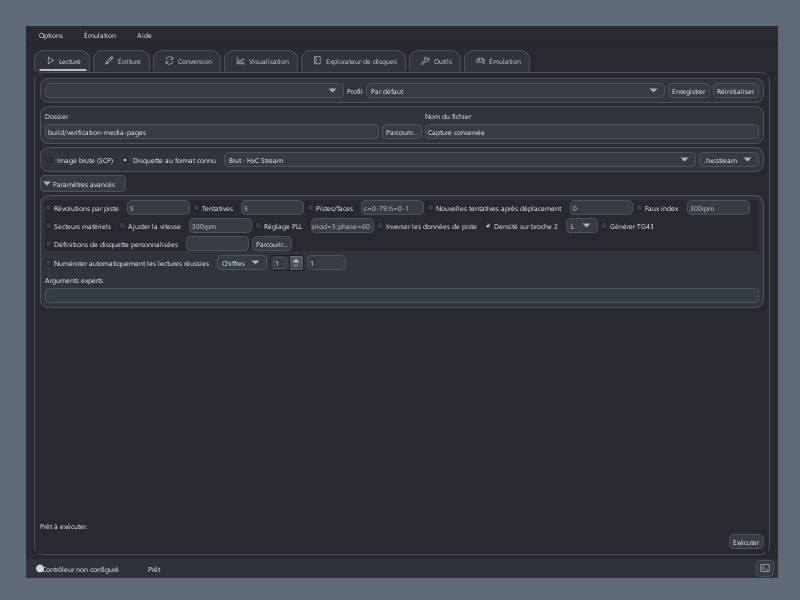 Options Émulation Aide
Lecture Écriture Conversion Visualisation Explorateur de disques Outils Émulation
Profil Par défaut Enregistrer Réinitialiser
Dossier Nom du fichier
build/verification-media-pages Parcourir... Capture conservée
Image brute (SCP) Disquette au format connu Brut · HxC Stream .hxcstream
Paramètres avancés
Révolutions par piste 5 Tentatives 5 Pistes/faces c=0-79:h=0-1 Nouvelles tentatives après déplacement 0 Faux index 300rpm
Secteurs matériels Ajuster la vitesse 300rpm Réglage PLL eriod=5:phase=60 Inverser les données de piste Densité sur broche 2 L Générer TG43
Définitions de disquette personnalisées Parcourir...
Numéroter automatiquement les lectures réussies Chiffres 1 1
Arguments experts
Prêt à exécuter.
Exécuter
Contrôleur non configuré Prêt